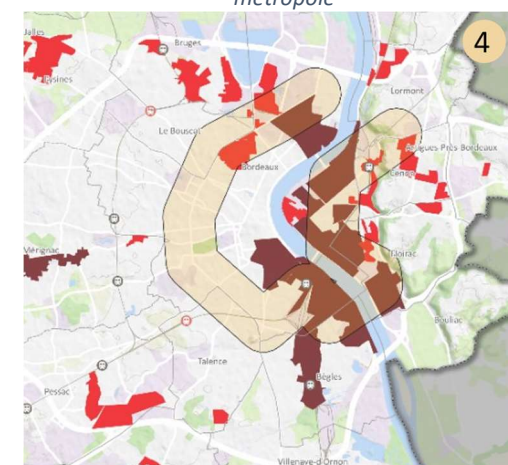 métropole
4
Bruges
Lormont
Le Bouscat
Bordeaux
Artigues-Près-Bordeaux
Cenon
Mérignac
Floirac
Bouliac
Talence
Bègles
Pessac
Villenave-d'Ornon